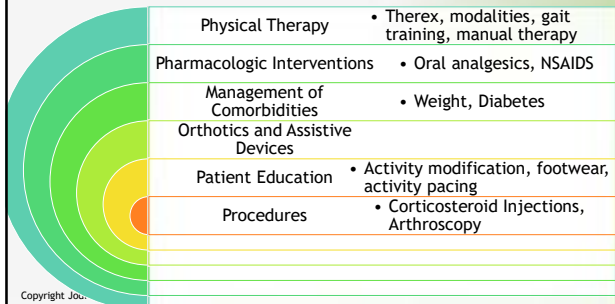 Physical Therapy
• Therex, modalities, gait
training, manual therapy
Pharmacologic Interventions
• Oral analgesics, NSAIDS
Management of
Comorbidities
• Weight, Diabetes
Orthotics and Assistive
Devices
Patient Education
• Activity modification, footwear,
activity pacing
Procedures
• Corticosteroid Injections,
Arthroscopy
Copyright